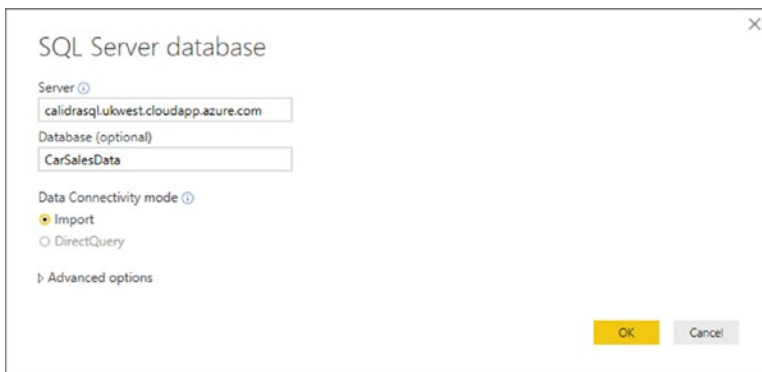 SQL Server database
Server
calidrasql.ukwest.cloudapp.azure.com
Database (optional)
CarSalesData
Data Connectivity mode
Import
DirectQuery
Advanced options
OK Cancel